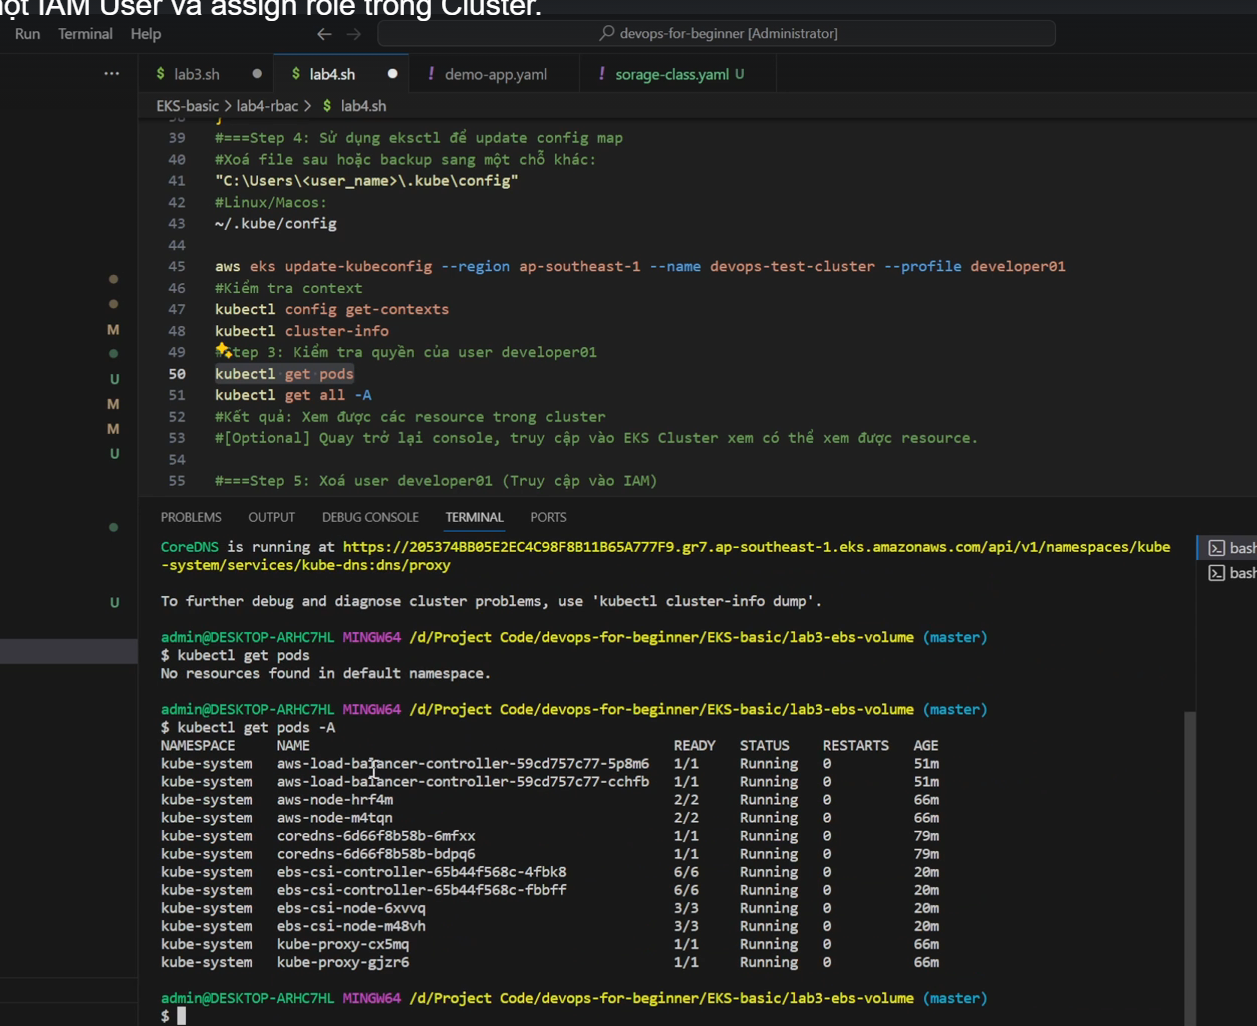 ột IAM User và assign role trong Cluster.
Run Terminal Help
devops-for-beginner [Administrator]
$ lab3.sh $ lab4.sh ! demo-app.yaml ! sorage-class.yaml U
EKS-basic > lab4-rbac > $ lab4.sh
39 #===Step 4: Sử dụng eksctl để update config map
40 #Xoá file sau hoặc backup sang một chỗ khác:
41 "C:\Users\<user_name>\.kube\config"
42 #Linux/Macos:
43 ~/.kube/config
44
45 aws eks update-kubeconfig --region ap-southeast-1 --name devops-test-cluster --profile developer01
46 #Kiểm tra context
47 kubectl config get-contexts
48 kubectl cluster-info
49 #Step 3: Kiểm tra quyền của user developer01
50 kubectl get pods
51 kubectl get all -A
52 #Kết quả: Xem được các resource trong cluster
53 #[Optional] Quay trở lại console, truy cập vào EKS Cluster xem có thể xem được resource.
54
55 #===Step 5: Xoá user developer01 (Truy cập vào IAM)
M
U
M
M
U
U
PROBLEMS OUTPUT DEBUG CONSOLE TERMINAL PORTS
CoreDNS is running at https://205374BB05E2EC4C98F8B11B65A777F9.gr7.ap-southeast-1.eks.amazonaws.com/api/v1/namespaces/kube
-system/services/kube-dns:dns/proxy
To further debug and diagnose cluster problems, use 'kubectl cluster-info dump'.
admin@DESKTOP-ARHC7HL MINGW64 /d/Project Code/devops-for-beginner/EKS-basic/lab3-ebs-volume (master)
$ kubectl get pods
No resources found in default namespace.
admin@DESKTOP-ARHC7HL MINGW64 /d/Project Code/devops-for-beginner/EKS-basic/lab3-ebs-volume (master)
$ kubectl get pods -A
NAMESPACE NAME READY STATUS RESTARTS AGE
kube-system aws-load-balancer-controller-59cd757c77-5p8m6 1/1 Running 0 51m
kube-system aws-load-balancer-controller-59cd757c77-cchfb 1/1 Running 0 51m
kube-system aws-node-hrf4m 2/2 Running 0 66m
kube-system aws-node-m4tqn 2/2 Running 0 66m
kube-system coredns-6d66f8b58b-6mfxx 1/1 Running 0 79m
kube-system coredns-6d66f8b58b-bdpq6 1/1 Running 0 79m
kube-system ebs-csi-controller-65b44f568c-4fbk8 6/6 Running 0 20m
kube-system ebs-csi-controller-65b44f568c-fbbff 6/6 Running 0 20m
kube-system ebs-csi-node-6xvvq 3/3 Running 0 20m
kube-system ebs-csi-node-m48vh 3/3 Running 0 20m
kube-system kube-proxy-cx5mq 1/1 Running 0 66m
kube-system kube-proxy-gjzr6 1/1 Running 0 66m
admin@DESKTOP-ARHC7HL MINGW64 /d/Project Code/devops-for-beginner/EKS-basic/lab3-ebs-volume (master)
$
bash
bash